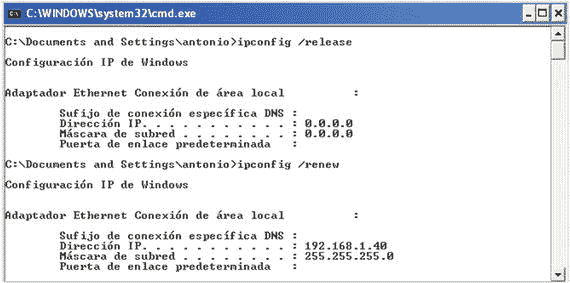 C:\WINDOWS\system32\cmd.exe
C:\Documents and Settings\antonio>ipconfig /release
Configuración IP de Windows
Adaptador Ethernet Conexión de área local          :
Sufijo de conexión específica DNS :
Dirección IP. . . . . . . . . . . : 0.0.0.0
Máscara de subred . . . . . . . . : 0.0.0.0
Puerta de enlace predeterminada   :
C:\Documents and Settings\antonio>ipconfig /renew
Configuración IP de Windows
Adaptador Ethernet Conexión de área local          :
Sufijo de conexión específica DNS :
Dirección IP. . . . . . . . . . . : 192.168.1.40
Máscara de subred . . . . . . . . : 255.255.255.0
Puerta de enlace predeterminada   :